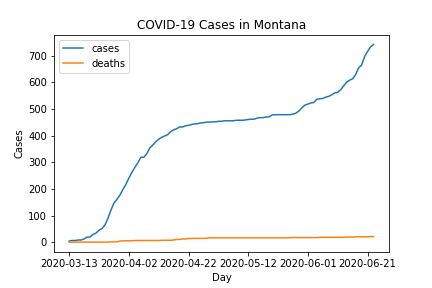 COVID-19 Cases in Montana
cases
deaths
Cases
700
600
500
400
300
200
100
0
2020-03-13 2020-04-02 2020-04-22 2020-05-12 2020-06-01 2020-06-21
Day